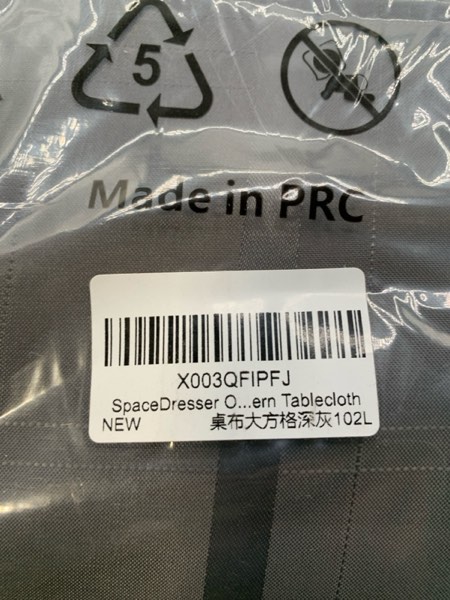 5
Made in PRC
X003QFIPFJ
SpaceDresser O...ern Tablecloth
NEW 桌布大方格深灰102L